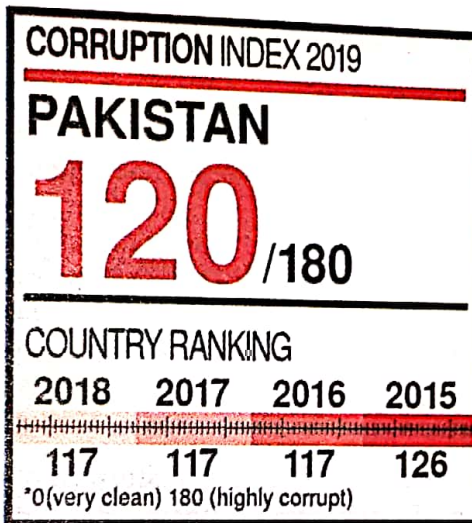 CORRUPTION INDEX 2019
PAKISTAN
120/180
COUNTRY RANKING
2018 2017 2016 2015
117 117 117 126
*0(very clean) 180 (highly corrupt)